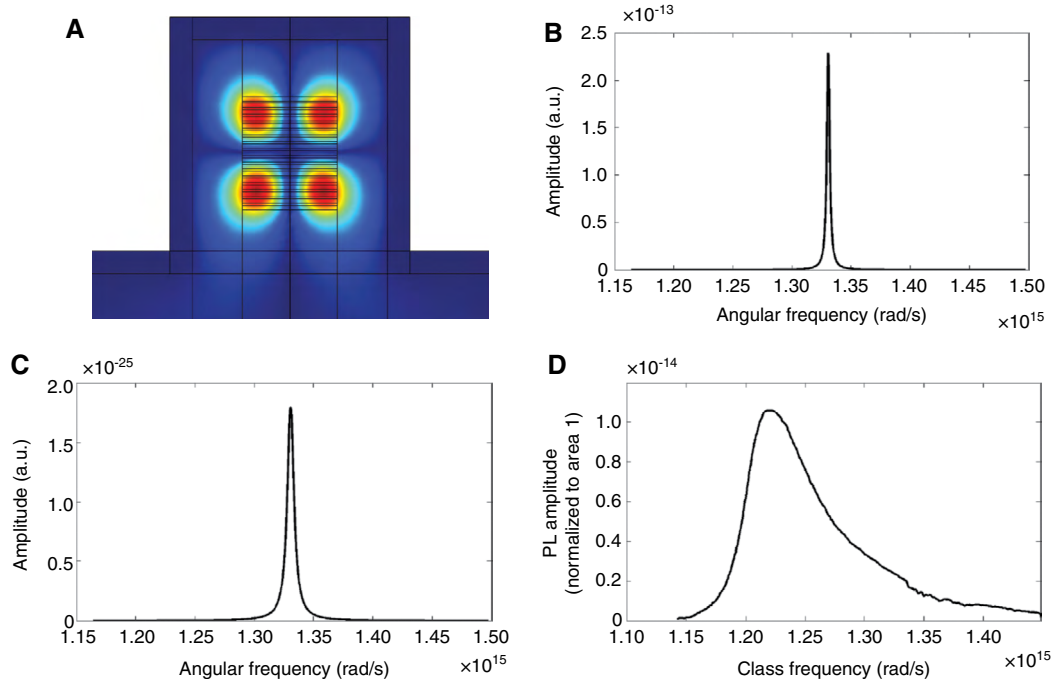 A
B
×10-13
2.5
2.0
1.5
1.0
0.5
0
Amplitude (a.u.)
1.15 1.20 1.20 1.30 1.35 1.40 1.45 1.50
Angular frequency (rad/s)
×10 15
C
×10-25
2.0
1.5
1.0
0.5
0
Amplitude (a.u.)
1.15 1.20 1.20 1.30 1.35 1.40 1.45 1.50
Angular frequency (rad/s)
×10 15
D
×10-14
1.0
0.8
0.6
0.4
0.2
0
PL amplitude
(normalized to area 1)
1.10 1.15 1.20 1.20 1.30 1.35 1.40
Class frequency (rad/s)
×10 15